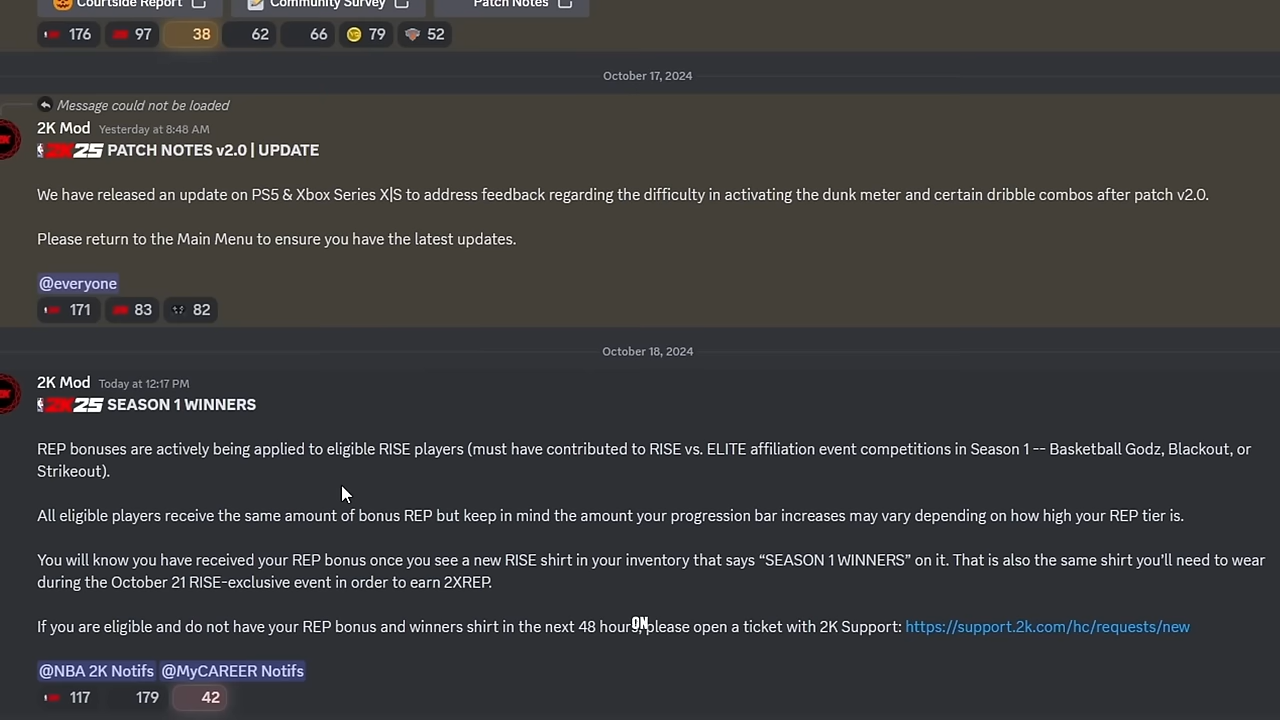 Courtside Report Community Survey Patch Notes
176 97 38 62 66 79 52
October 17, 2024
Message could not be loaded
2K Mod Yesterday at 8:48 AM
2K25 PATCH NOTES v2.0 | UPDATE
We have released an update on PS5 & Xbox Series X|S to address feedback regarding the difficulty in activating the dunk meter and certain dribble combos after patch v2.0.
Please return to the Main Menu to ensure you have the latest updates.
@everyone
171 83 82
October 18, 2024
2K Mod Today at 12:17 PM
2K25 SEASON 1 WINNERS
REP bonuses are actively being applied to eligible RISE players (must have contributed to RISE vs. ELITE affiliation event competitions in Season 1 -- Basketball Godz, Blackout, or
Strikeout).
All eligible players receive the same amount of bonus REP but keep in mind the amount your progression bar increases may vary depending on how high your REP tier is.
You will know you have received your REP bonus once you see a new RISE shirt in your inventory that says “SEASON 1 WINNERS” on it. That is also the same shirt you’ll need to wear
during the October 21 RISE-exclusive event in order to earn 2XREP.
ON
If you are eligible and do not have your REP bonus and winners shirt in the next 48 hours, please open a ticket with 2K Support: https://support.2k.com/hc/requests/new
@NBA 2K Notifs @MyCAREER Notifs
117 179 42